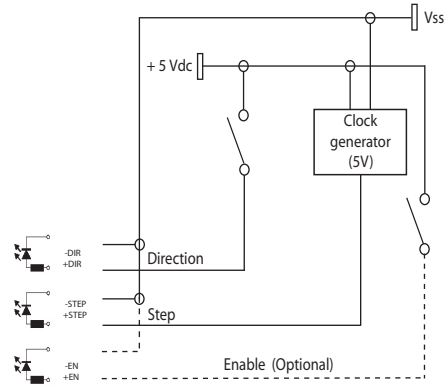 Vss
+ 5 Vdc
Clock
generator
(5V)
-DIR
+DIR
Direction
-STEP
+STEP
Step
-EN
+EN
Enable (Optional)